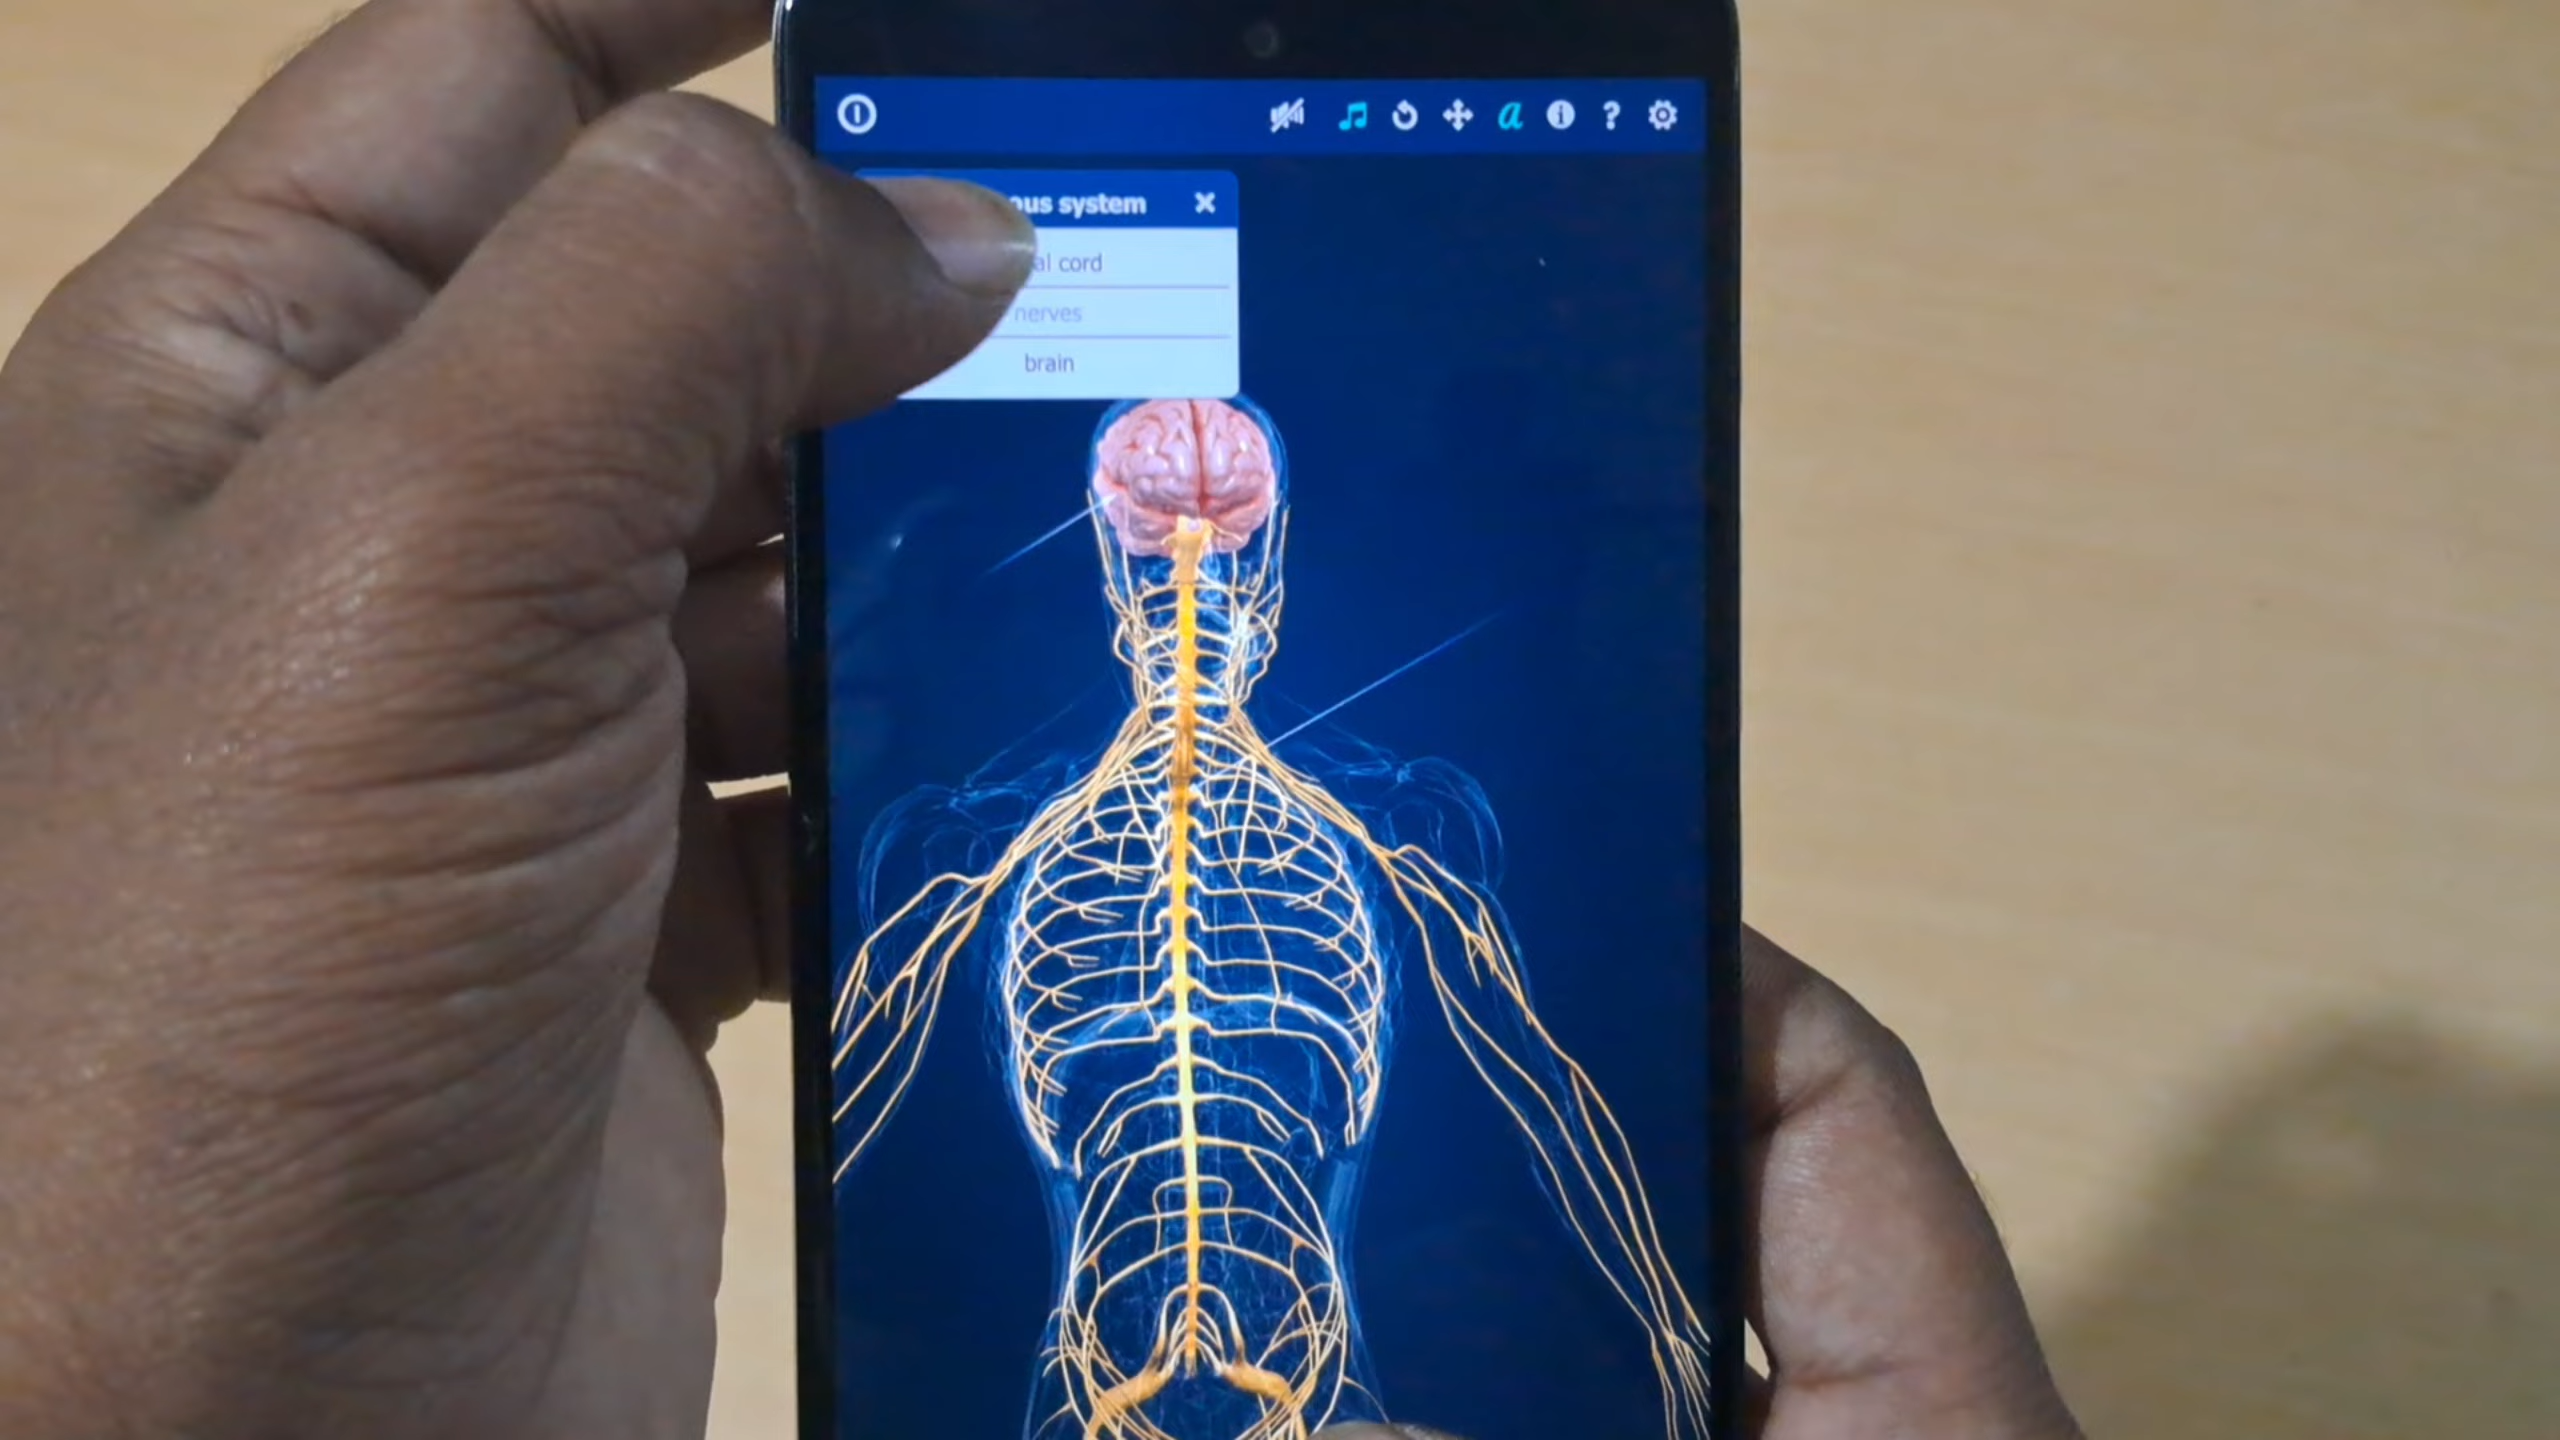 ous system
al cord
nerves
brain